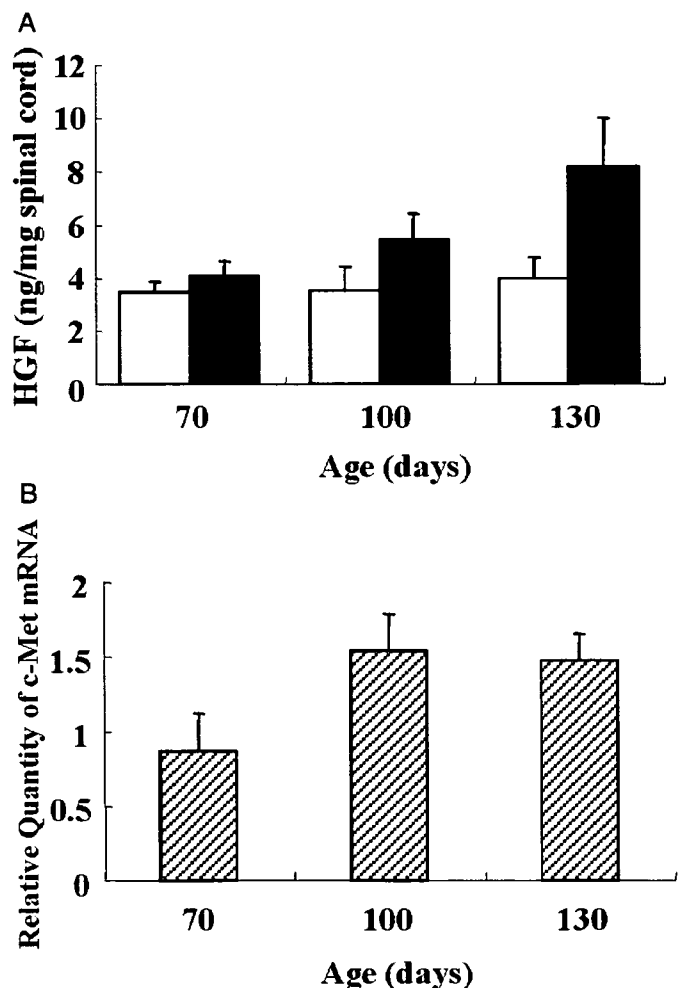 A
HGF (ng/mg spinal cord)
12
10
8
6
4
2
0
70 100 130
Age (days)
B
Relative Quantity of c-Met mRNA
2
1.5
1
0.5
0
70 100 130
Age (days)